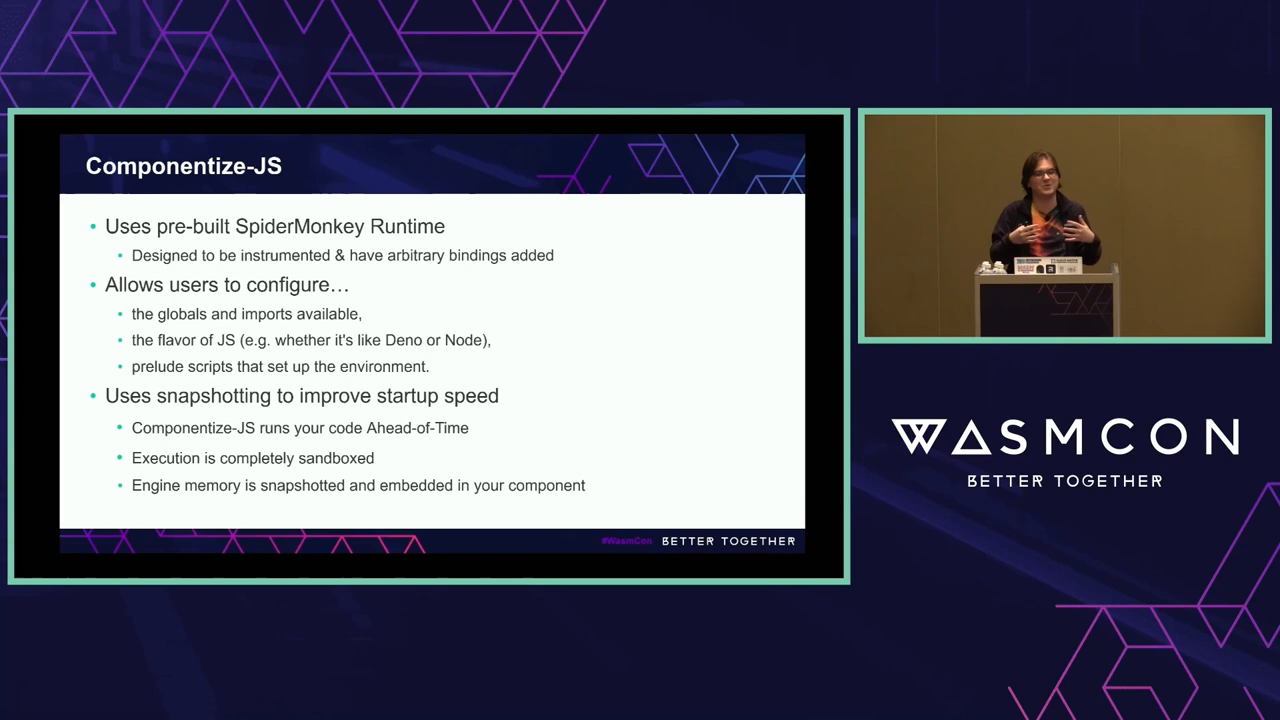 Componentize-JS
• Uses pre-built SpiderMonkey Runtime
• Designed to be instrumented & have arbitrary bindings added
• Allows users to configure…
• the globals and imports available,
• the flavor of JS (e.g. whether it's like Deno or Node),
• prelude scripts that set up the environment.
• Uses snapshotting to improve startup speed
• Componentize-JS runs your code Ahead-of-Time
• Execution is completely sandboxed
• Engine memory is snapshotted and embedded in your component
#WasmCon BETTER TOGETHER
WASMCON
BETTER TOGETHER